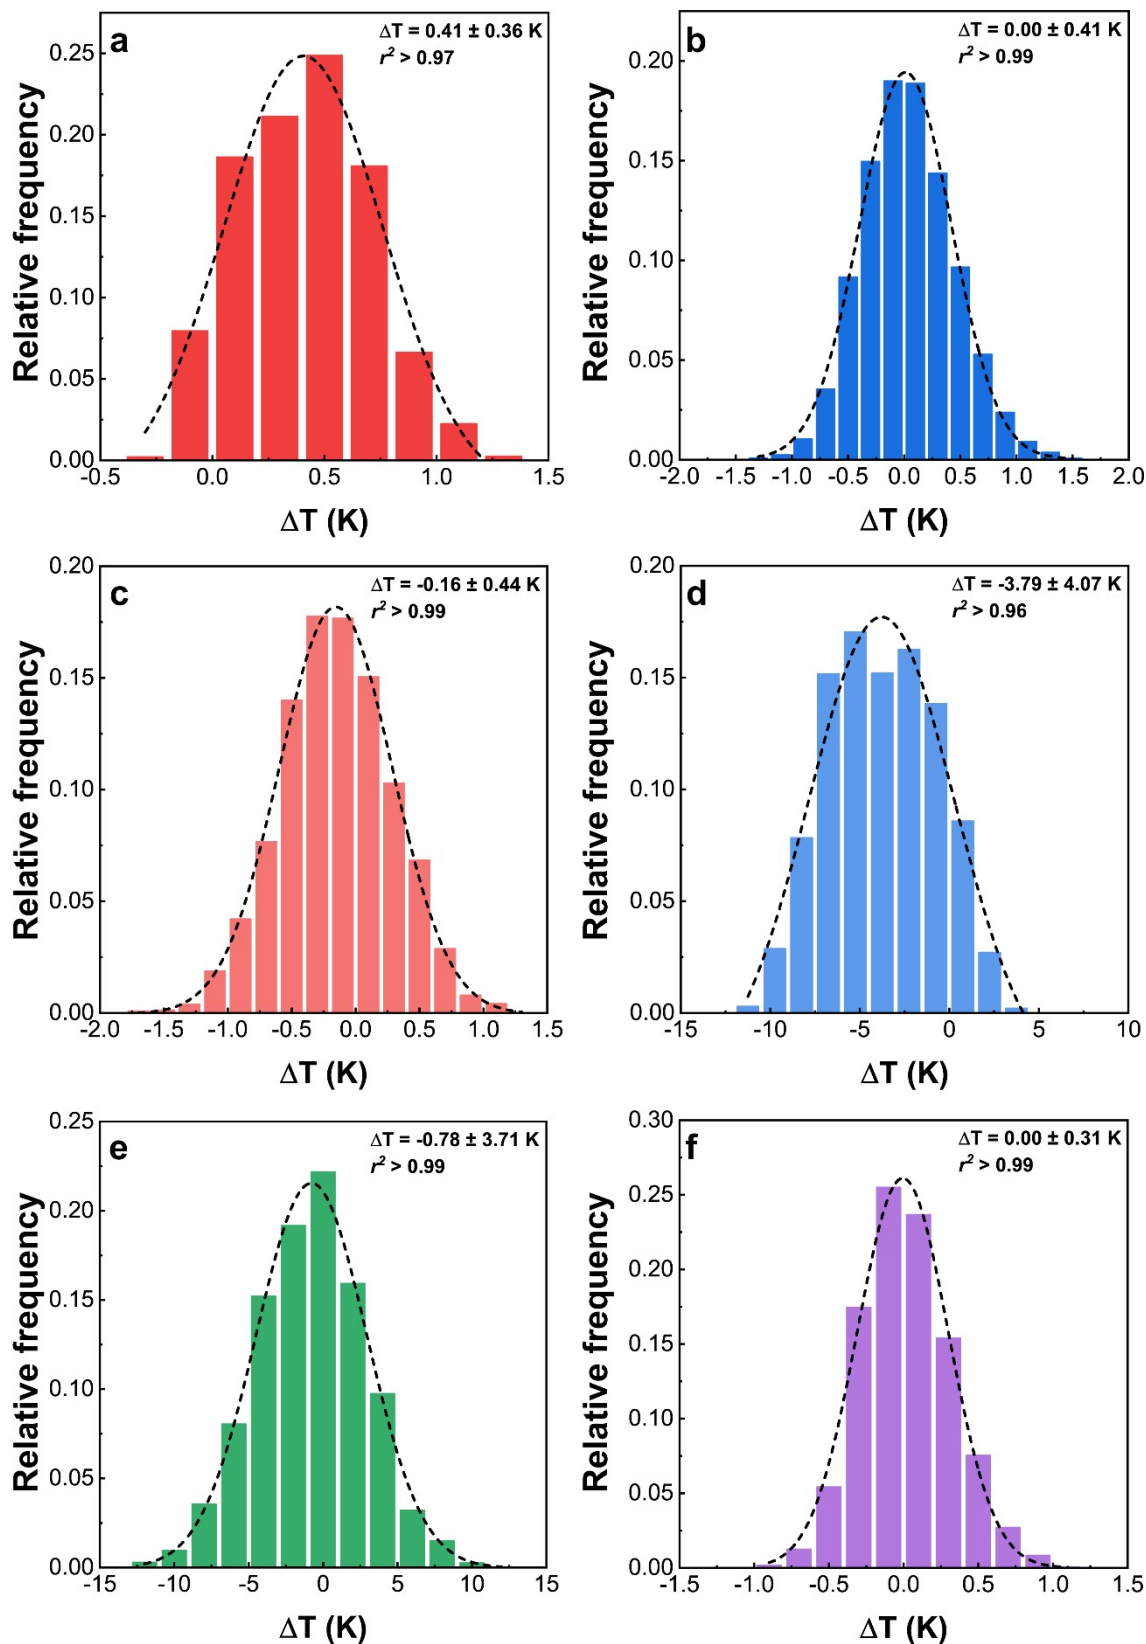 a
ΔT = 0.41 ± 0.36 K
r² > 0.97
Relative frequency
0.25
0.20
0.15
0.10
0.05
0.00
-0.5 0.0 0.5 1.0 1.5
ΔT (K)
b
ΔT = 0.00 ± 0.41 K
r² > 0.99
Relative frequency
0.20
0.15
0.10
0.05
0.00
-2.0 -1.5 -1.0 -0.5 0.0 0.5 1.0 1.5 2.0
ΔT (K)
c
ΔT = -0.16 ± 0.44 K
r² > 0.99
Relative frequency
0.20
0.15
0.10
0.05
0.00
-2.0 -1.5 -1.0 -0.5 0.0 0.5 1.0 1.5
ΔT (K)
d
ΔT = -3.79 ± 4.07 K
r² > 0.96
Relative frequency
0.20
0.15
0.10
0.05
0.00
-15 -10 -5 0 5 10
ΔT (K)
e
ΔT = -0.78 ± 3.71 K
r² > 0.99
Relative frequency
0.25
0.20
0.15
0.10
0.05
0.00
-15 -10 -5 0 5 10 15
ΔT (K)
f
ΔT = 0.00 ± 0.31 K
r² > 0.99
Relative frequency
0.30
0.25
0.20
0.15
0.10
0.05
0.00
-1.5 -1.0 -0.5 0.0 0.5 1.0 1.5
ΔT (K)